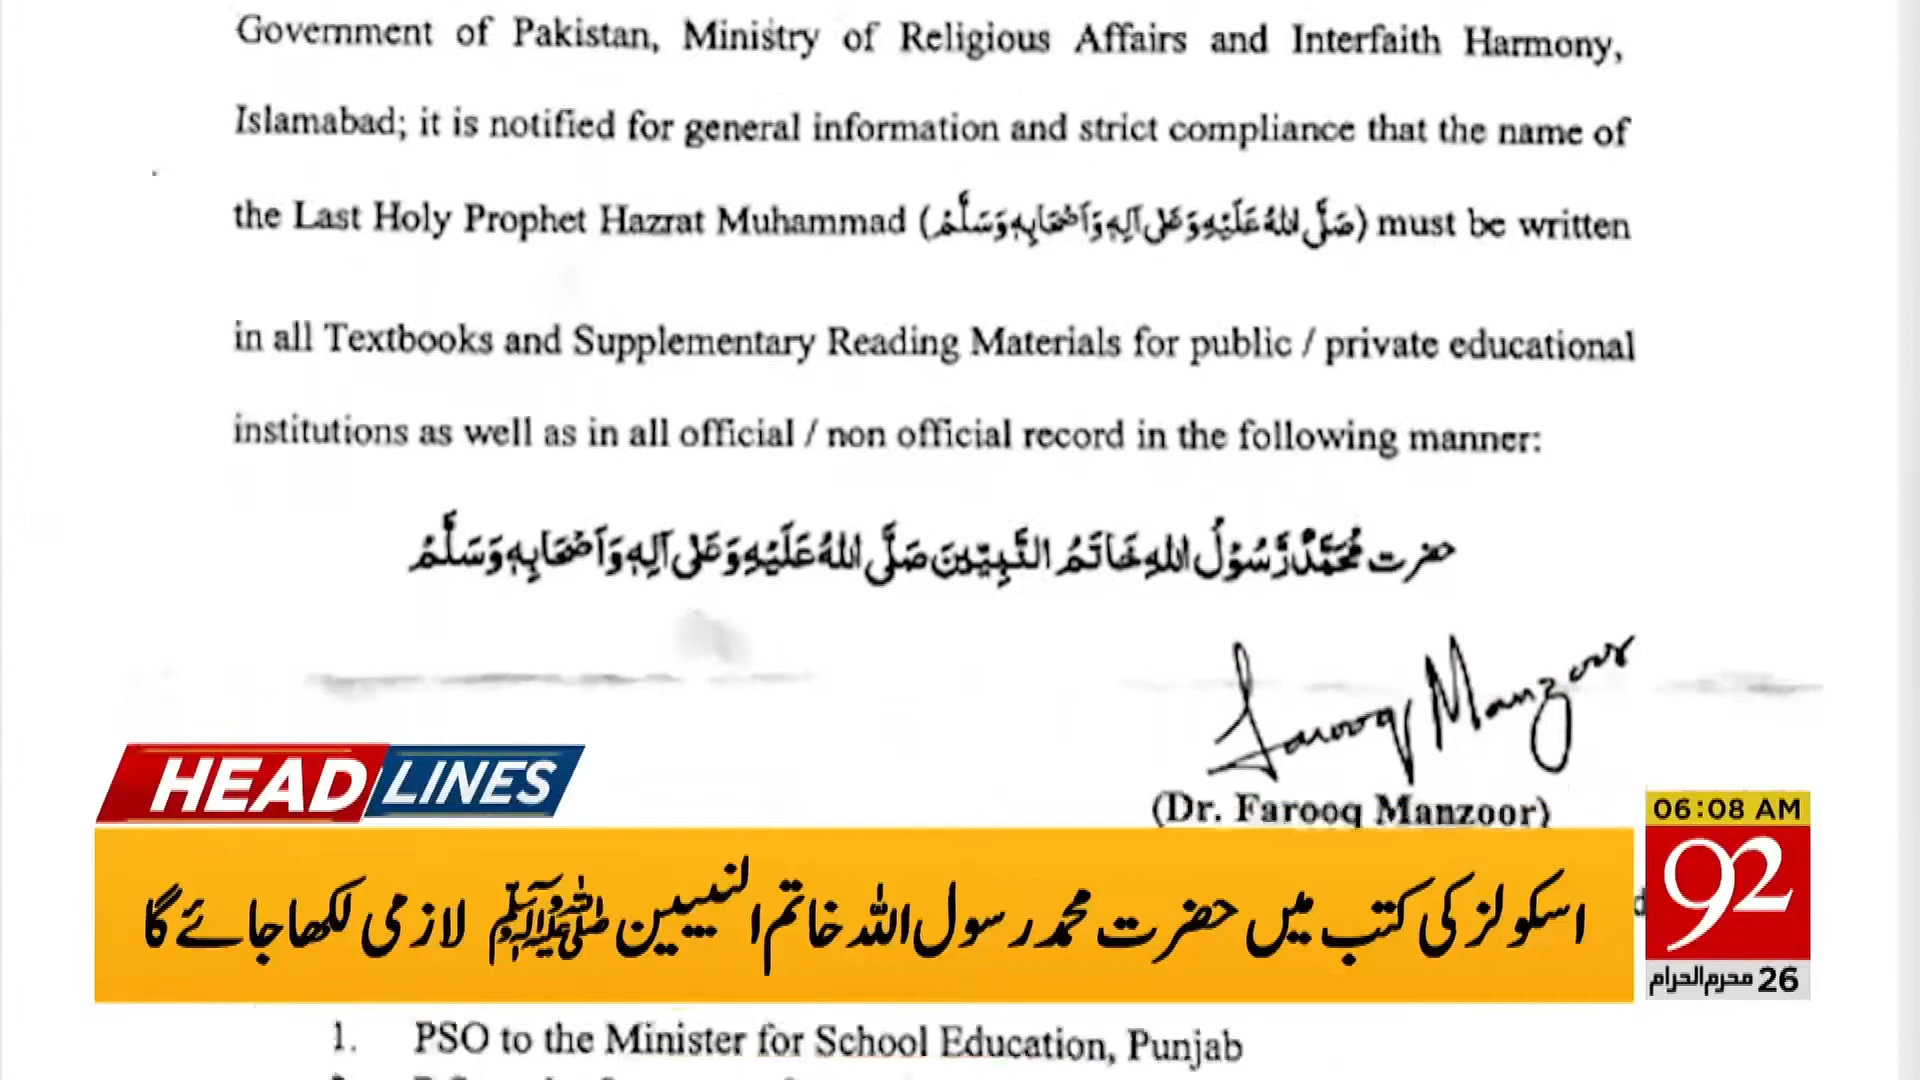 Government of Pakistan, Ministry of Religious Affairs and Interfaith Harmony,
Islamabad; it is notified for general information and strict compliance that the name of
the Last Holy Prophet Hazrat Muhammad (صَلَّى اللهُ عَلَيْهِ وَعَلٰى آلِهٖ وَاَصْحَابِهٖ وَسَلَّمْ) must be written
in all Textbooks and Supplementary Reading Materials for public / private educational
institutions as well as in all official / non official record in the following manner:
حضرت مُحَمَّدٌ رَّسُوْلُ اللهِ خَاتَمُ النَّبِيّٖنَ صَلَّى اللهُ عَلَيْهِ وَعَلٰى آلِهٖ وَاَصْحَابِهٖ وَسَلَّمْ
Farooq Manzoor
(Dr. Farooq Manzoor)
HEADLINES
اسکولز کی کتب میں حضرت محمد رسول اللہ خاتم النبیین ﷺ لازمی لکھا جائے گا
06:08 AM
92
26 محرم الحرام
1. PSO to the Minister for School Education, Punjab